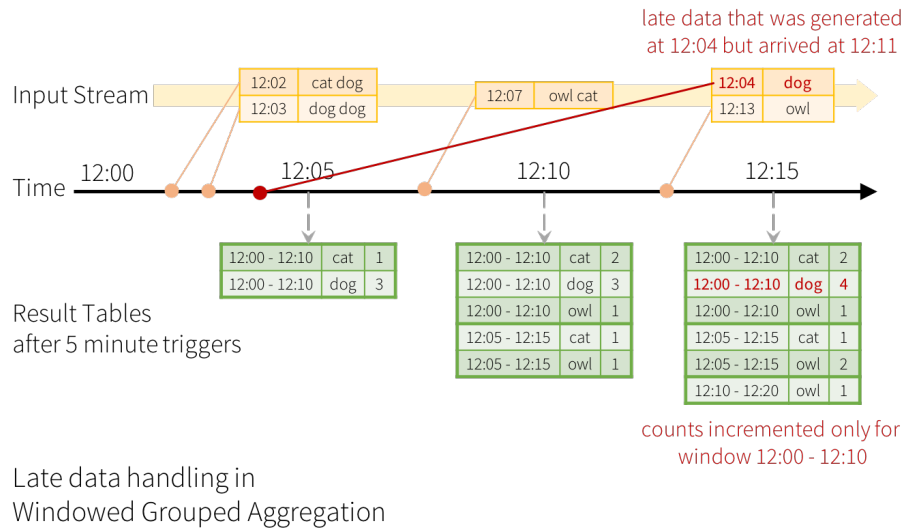 late data that was generated
at 12:04 but arrived at 12:11
Input Stream
12:02 cat dog
12:03 dog dog
12:07 owl cat
12:04 dog
12:13 owl
Time
12:00
12:05
12:10
12:15
12:00 - 12:10 cat 1
12:00 - 12:10 dog 3
12:00 - 12:10 cat 2
12:00 - 12:10 dog 3
12:00 - 12:10 owl 1
12:05 - 12:15 cat 1
12:05 - 12:15 owl 1
12:00 - 12:10 cat 2
12:00 - 12:10 dog 4
12:00 - 12:10 owl 1
12:05 - 12:15 cat 1
12:05 - 12:15 owl 2
12:10 - 12:20 owl 1
Result Tables
after 5 minute triggers
counts incremented only for
window 12:00 - 12:10
Late data handling in
Windowed Grouped Aggregation